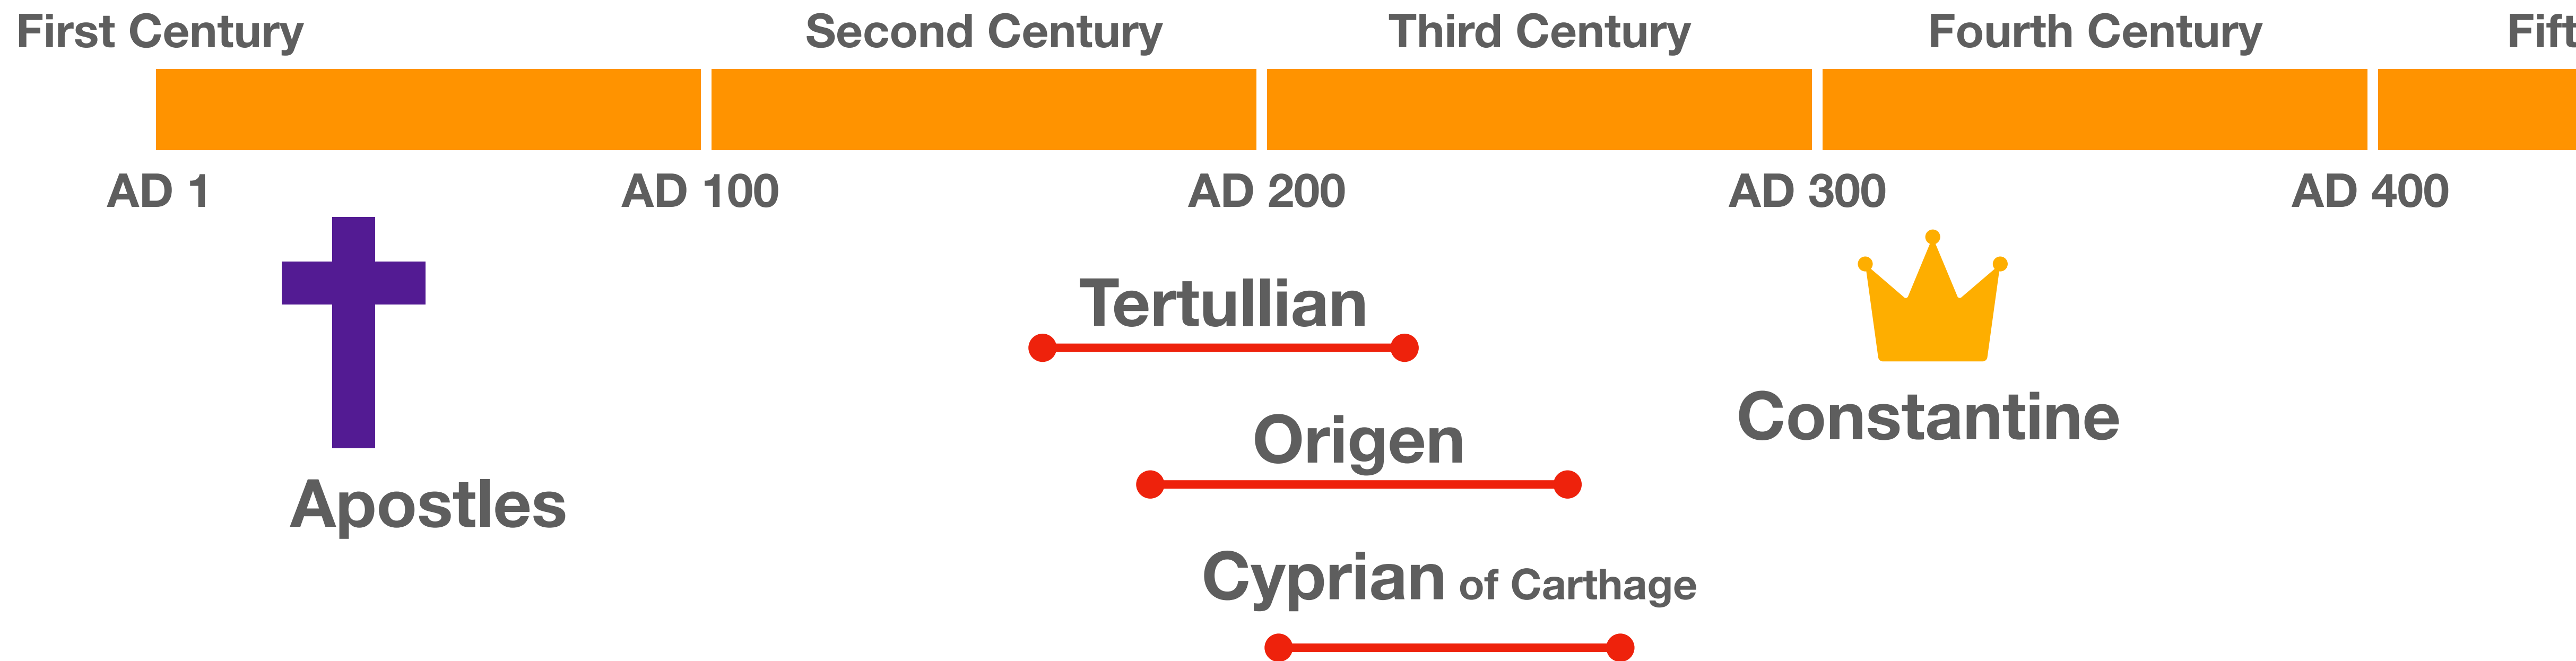 First Century Second Century Third Century Fourth Century Fift
AD 1 AD 100 AD 200 AD 300 AD 400
Tertullian
Constantine
Origen
Apostles
Cyprian of Carthage